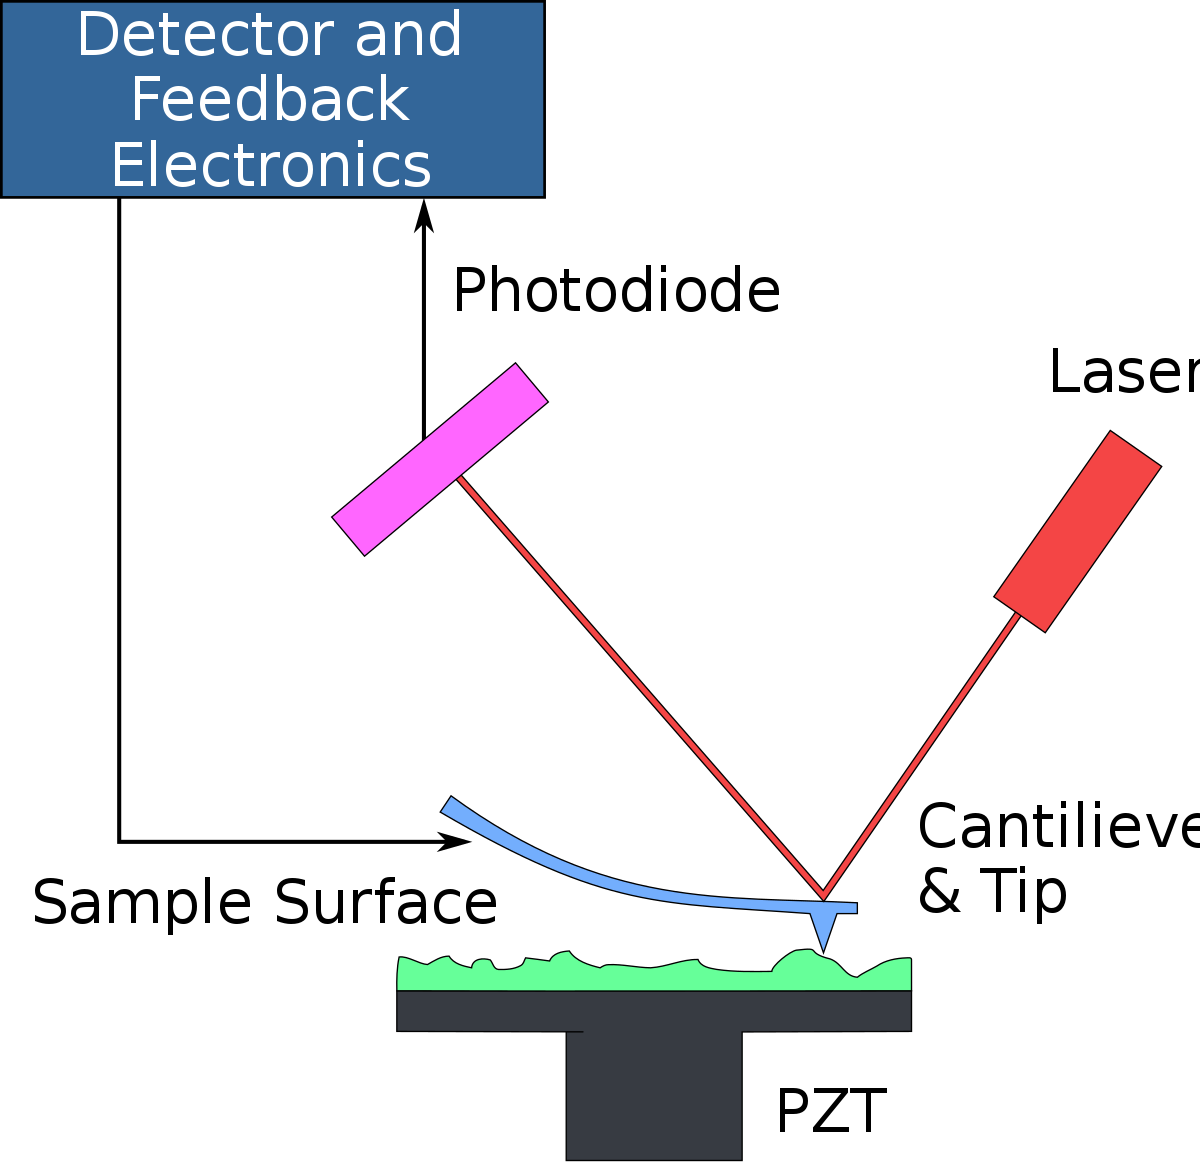 Detector and
Feedback
Electronics
Photodiode
Laser
Cantilieve
& Tip
Sample Surface
PZT